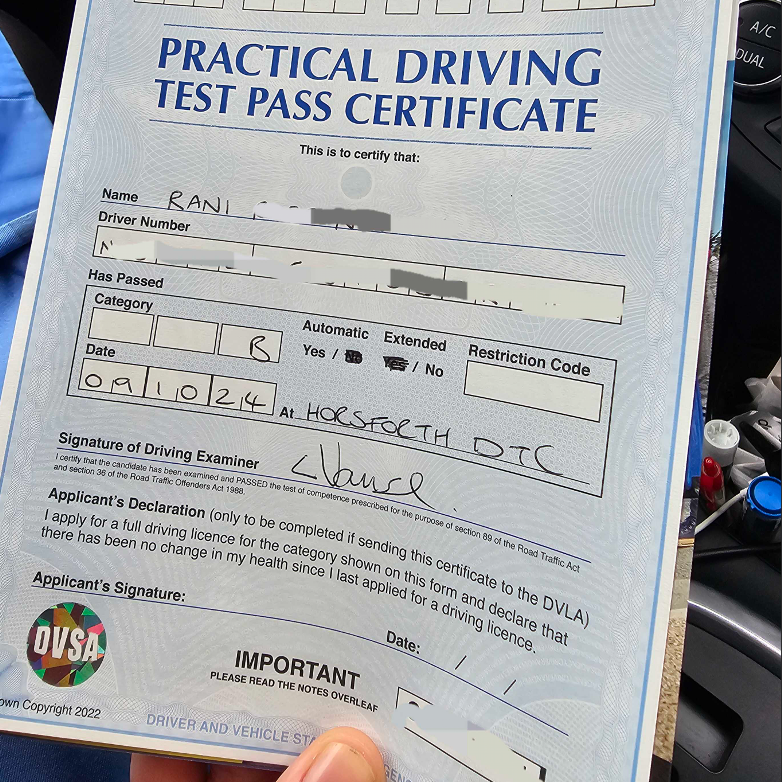 A/C
DUAL
PRACTICAL DRIVING
TEST PASS CERTIFICATE
This is to certify that:
Name RANI
Driver Number
Has Passed
Category
B
Automatic
Yes /
Extended
/ No
Restriction Code
Date
09 10 24
At HORSFORTH DTC
Signature of Driving Examiner
I certify that the candidate has been examined and PASSED the test of competence prescribed for the purpose of section 89 of the Road Traffic Act
and section 36 of the Road Traffic Offenders Act 1988.
Applicant's Declaration (only to be completed if sending this certificate to the DVLA)
I apply for a full driving licence for the category shown on this form and declare that
there has been no change in my health since I last applied for a driving licence.
Applicant's Signature:
Date: / /
DVSA
IMPORTANT
PLEASE READ THE NOTES OVERLEAF
own Copyright 2022
DRIVER AND VEHICLE STA